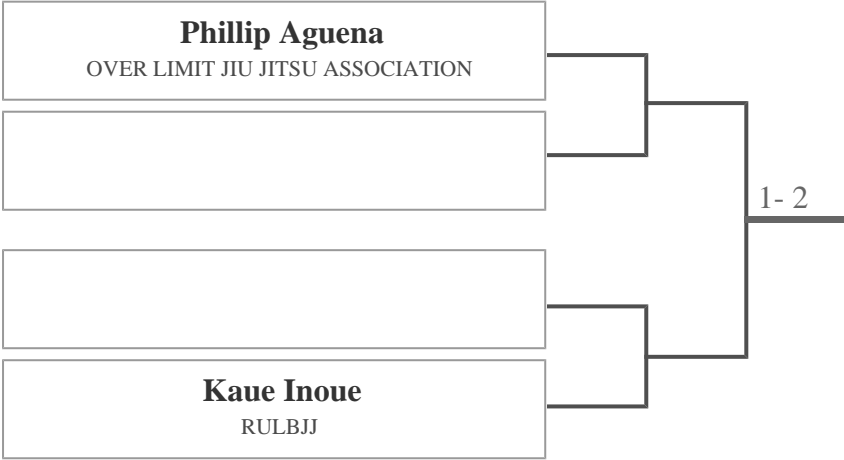 Phillip Aguena
OVER LIMIT JIU JITSU ASSOCIATION
1- 2
Kaue Inoue
RULBJJ